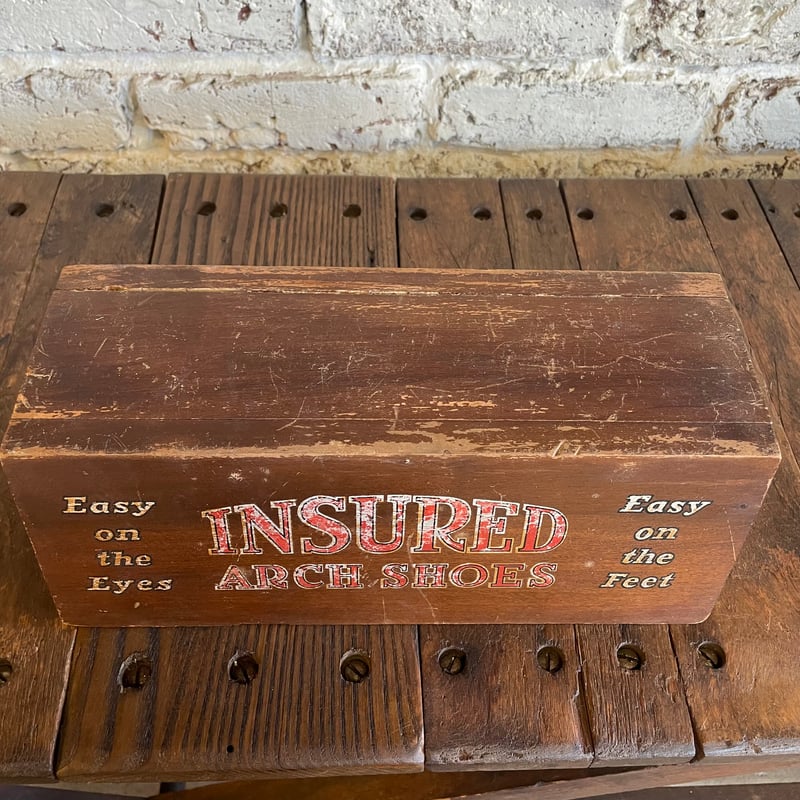 Easy
on
the
Eyes
INSURED
ARCH SHOES
Easy
on
the
Feet